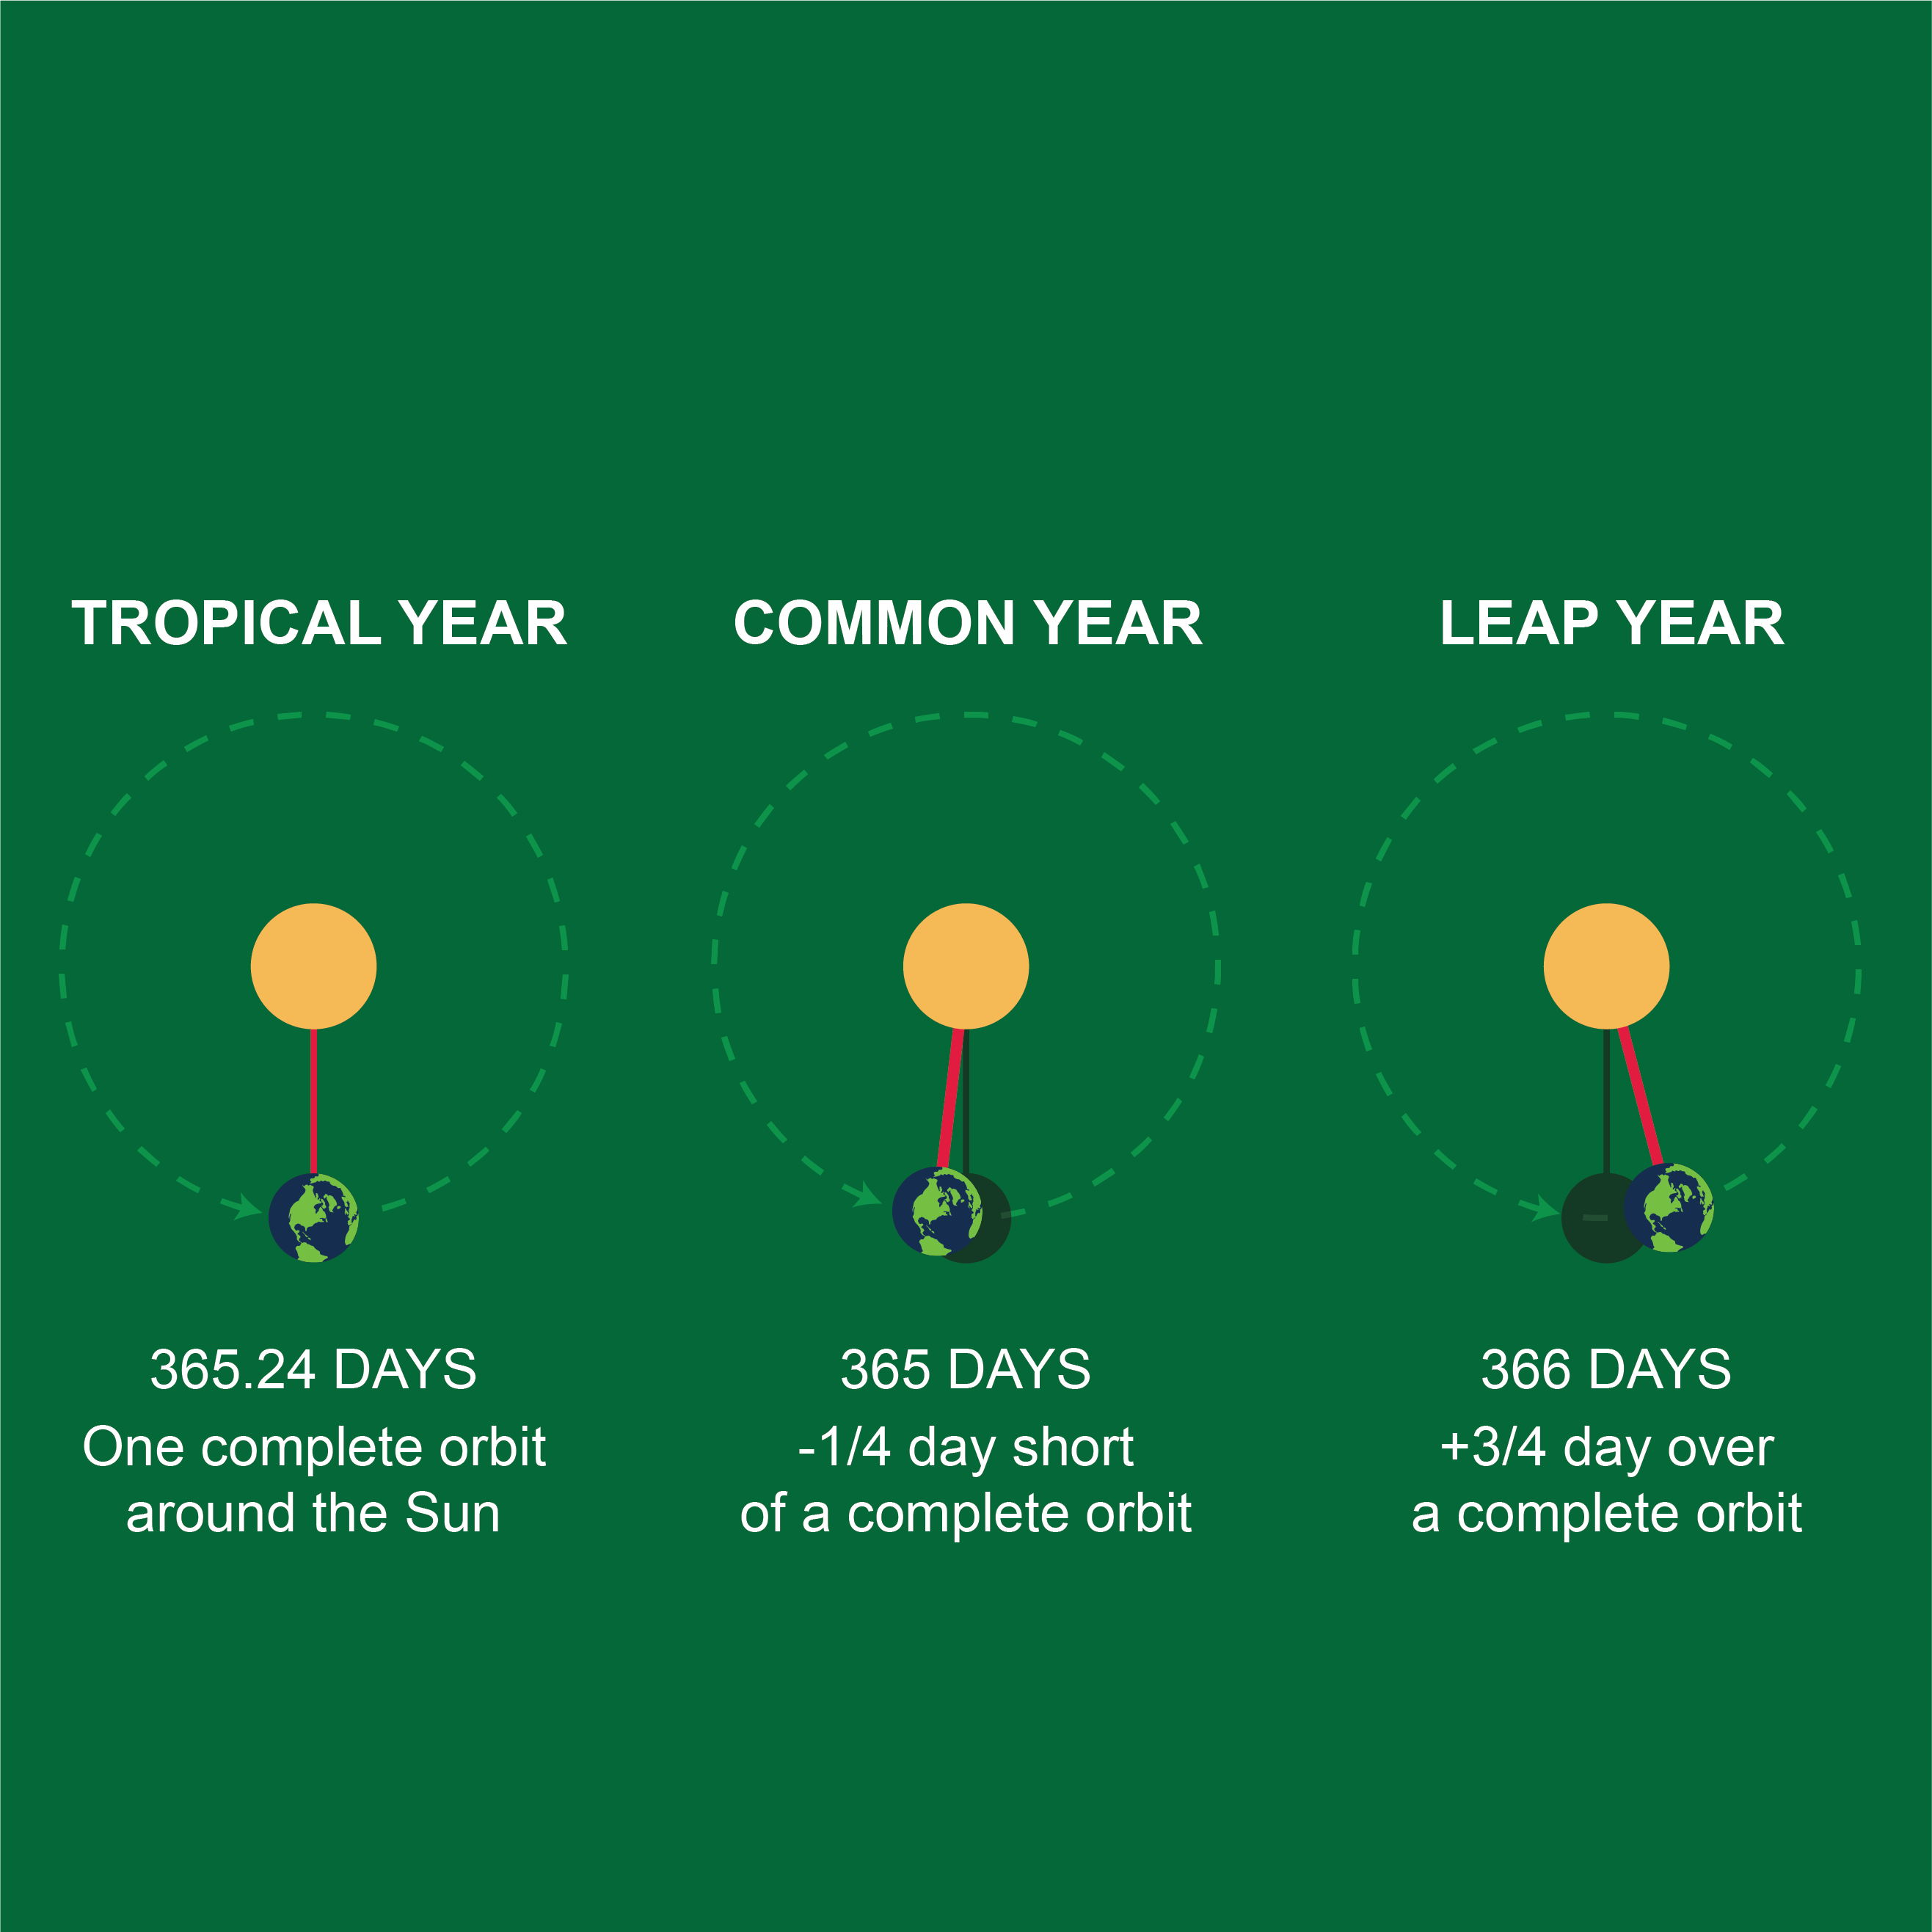 TROPICAL YEAR
365.24 DAYS
One complete orbit
around the Sun
COMMON YEAR
365 DAYS
-1/4 day short
of a complete orbit
LEAP YEAR
366 DAYS
+3/4 day over
a complete orbit